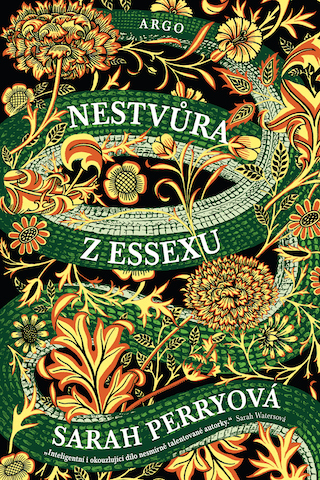 ARGO
NESTVŮRA
Z ESSEXU
SARAH PERRYOVÁ
„Inteligentní i okouzlující dílo nesmírně talentované autorky.“ Sarah Watersová